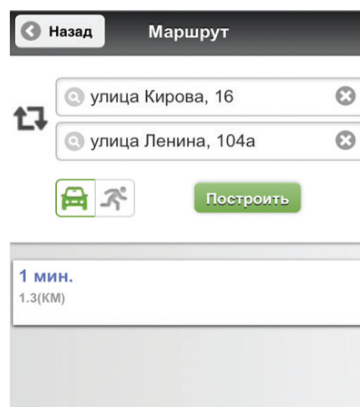 Назад Маршрут
улица Кирова, 16
улица Ленина, 104а
Построить
1 мин.
1.3(КМ)